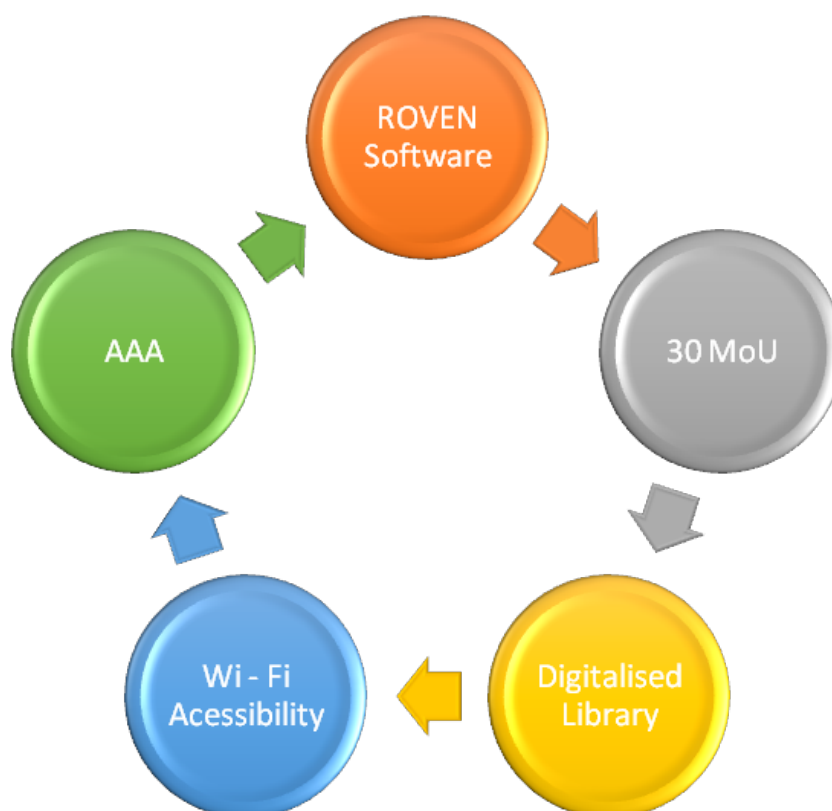 ROVEN
Software
30 MoU
Digitalised
Library
Wi - Fi
Acessibility
AAA